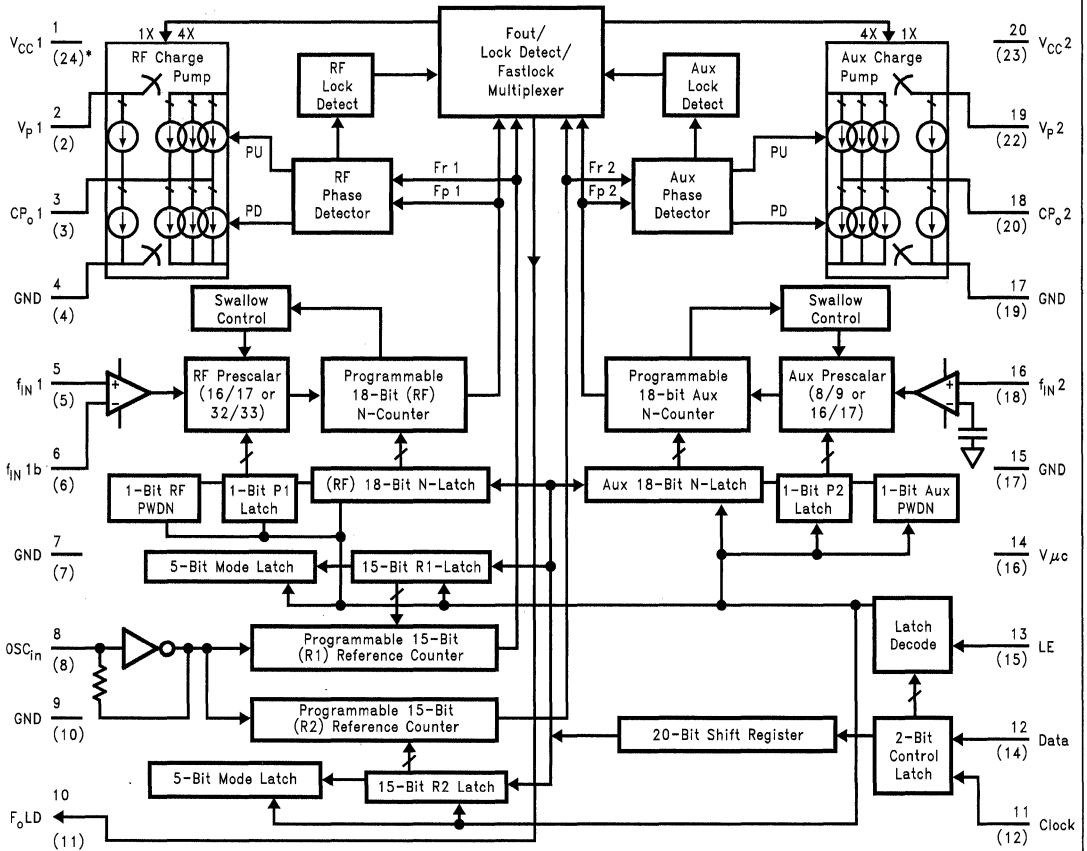 1
V_CC 1
(24)*
2
V_P 1
(2)
3
CP_o 1
(3)
4
GND
(4)
5
f_IN 1
(5)
6
f_IN 1b
(6)
7
GND
(7)
8
OSC_in
(8)
9
GND
(10)
10
F_oLD
(11)
1X 4X
RF Charge
Pump
RF
Lock
Detect
Fout/
Lock Detect/
Fastlock
Multiplexer
Aux
Lock
Detect
4X 1X
Aux Charge
Pump
PU
PD
RF
Phase
Detector
Fr 1
Fp 1
Fr 2
Fp 2
Aux
Phase
Detector
PU
PD
Swallow
Control
+
−
RF Prescalar
(16/17 or
32/33)
Programmable
18-Bit (RF)
N-Counter
Programmable
18-bit Aux
N-Counter
Swallow
Control
Aux Prescalar
(8/9 or
16/17)
+
−
1-Bit RF
PWDN
1-Bit P1
Latch
(RF) 18-Bit N-Latch
Aux 18-Bit N-Latch
1-Bit P2
Latch
1-Bit Aux
PWDN
5-Bit Mode Latch
15-Bit R1-Latch
Programmable 15-Bit
(R1) Reference Counter
Programmable 15-Bit
(R2) Reference Counter
5-Bit Mode Latch
15-Bit R2 Latch
20-Bit Shift Register
Latch
Decode
2-Bit
Control
Latch
20
V_CC 2
(23)
19
V_P 2
(22)
18
CP_o 2
(20)
17
GND
(19)
16
f_IN 2
(18)
15
GND
(17)
14
Vμc
(16)
13
LE
(15)
12
Data
(14)
11
Clock
(12)